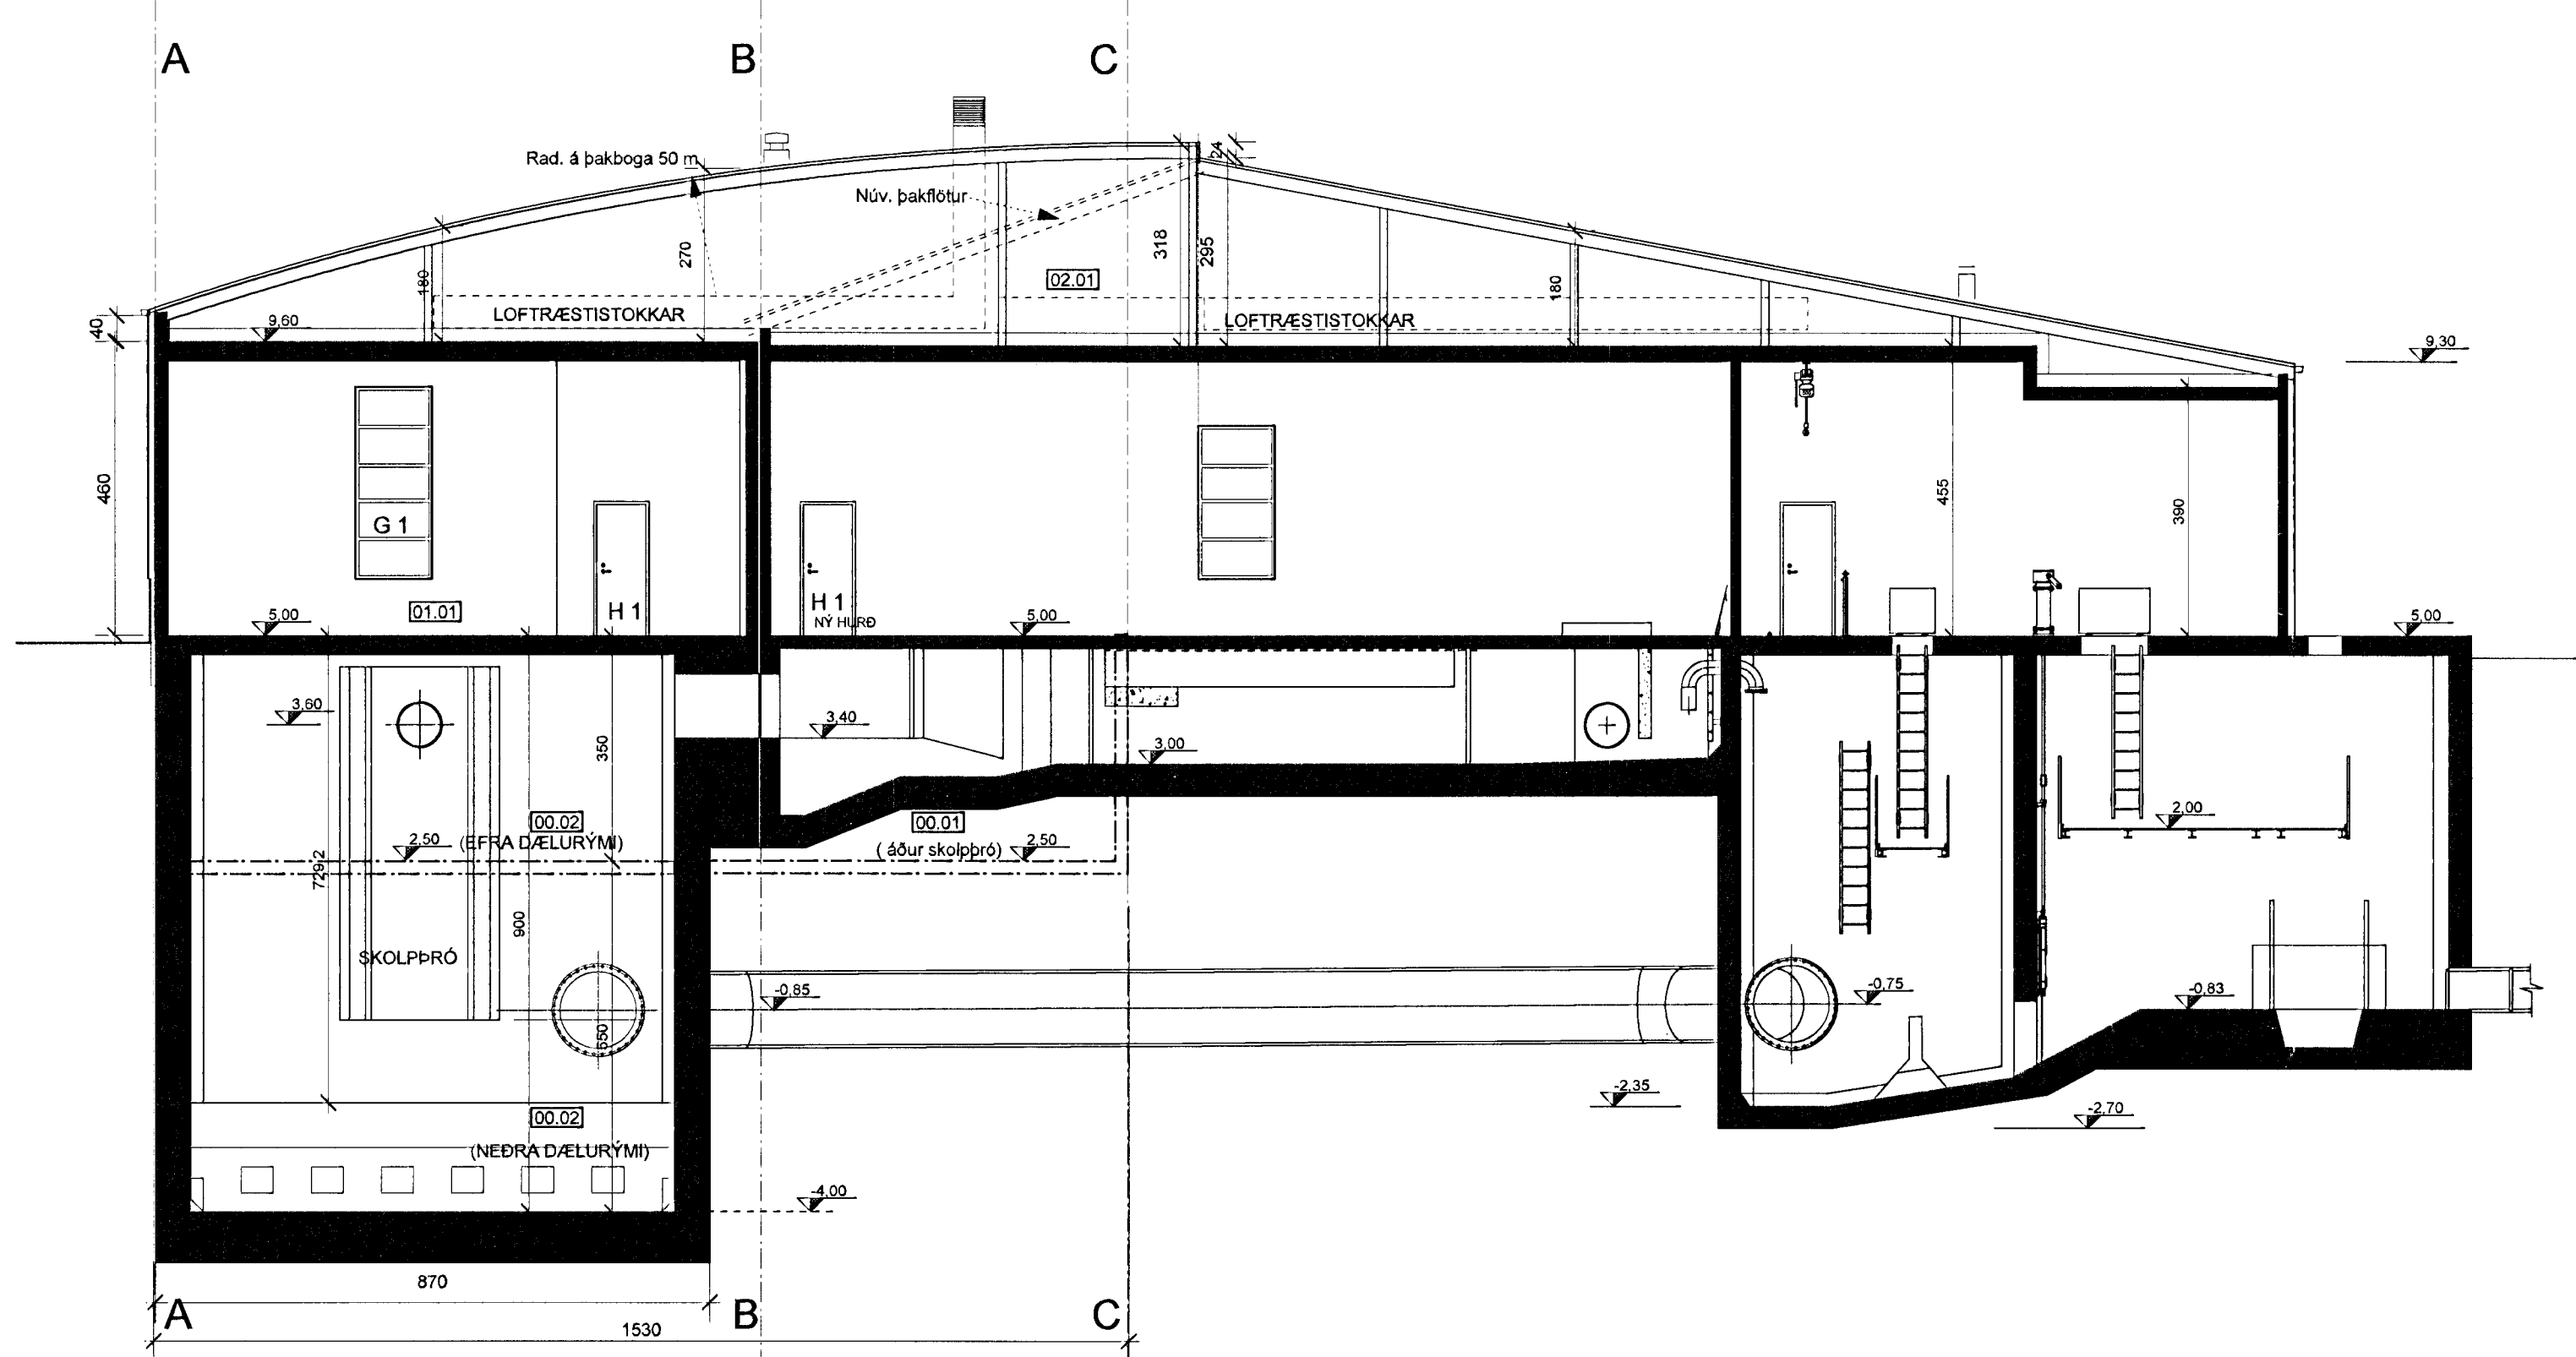 A
B
C
Rad. á þakboga 50 m
24
Núv. þakflötur
270
318
295
02.01
180
180
LOFTRÆSTISTOKKAR
LOFTRÆSTISTOKKAR
40
9,60
9,30
460
455
390
G 1
H 1
H 1
NÝ HURÐ
01.01
5,00
5,00
5,00
3,60
3,40
3,00
350
00.02
(EFRA DÆLURÝMI)
2,50
00.01
( áður skolpþró)
2,50
2,00
729,2
900
SKOLPÞRÓ
-0,85
-0,75
-0,83
550
-2,35
-2,70
00.02
(NEÐRA DÆLURÝMI)
-4,00
870
A
B
C
1530